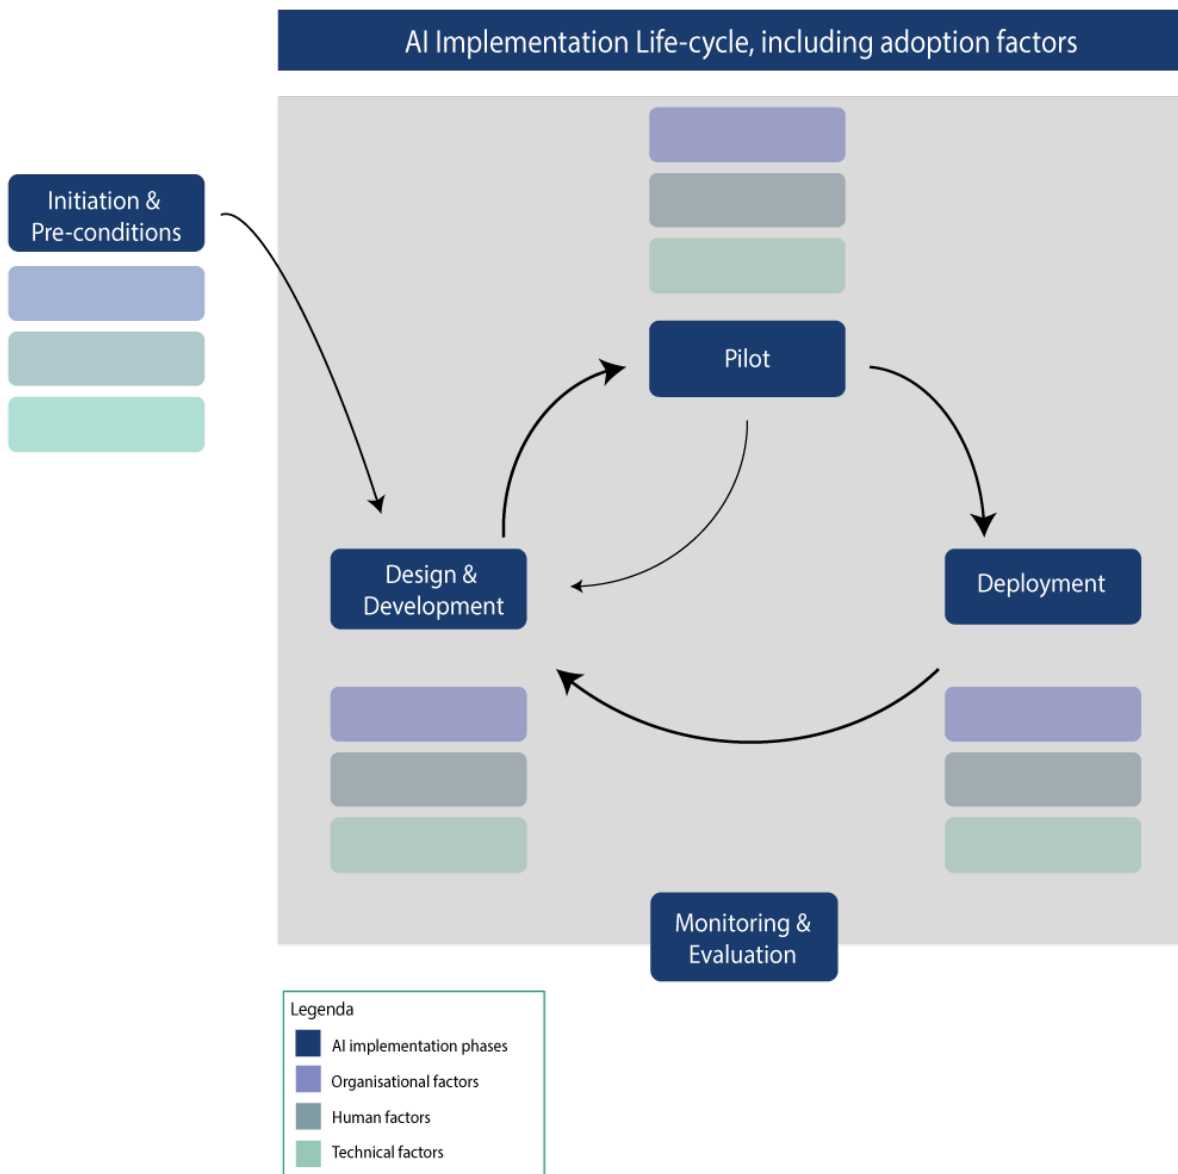 AI Implementation Life-cycle, including adoption factors
Initiation &
Pre-conditions
Pilot
Design &
Development
Deployment
Monitoring &
Evaluation
Legenda
AI implementation phases
Organisational factors
Human factors
Technical factors